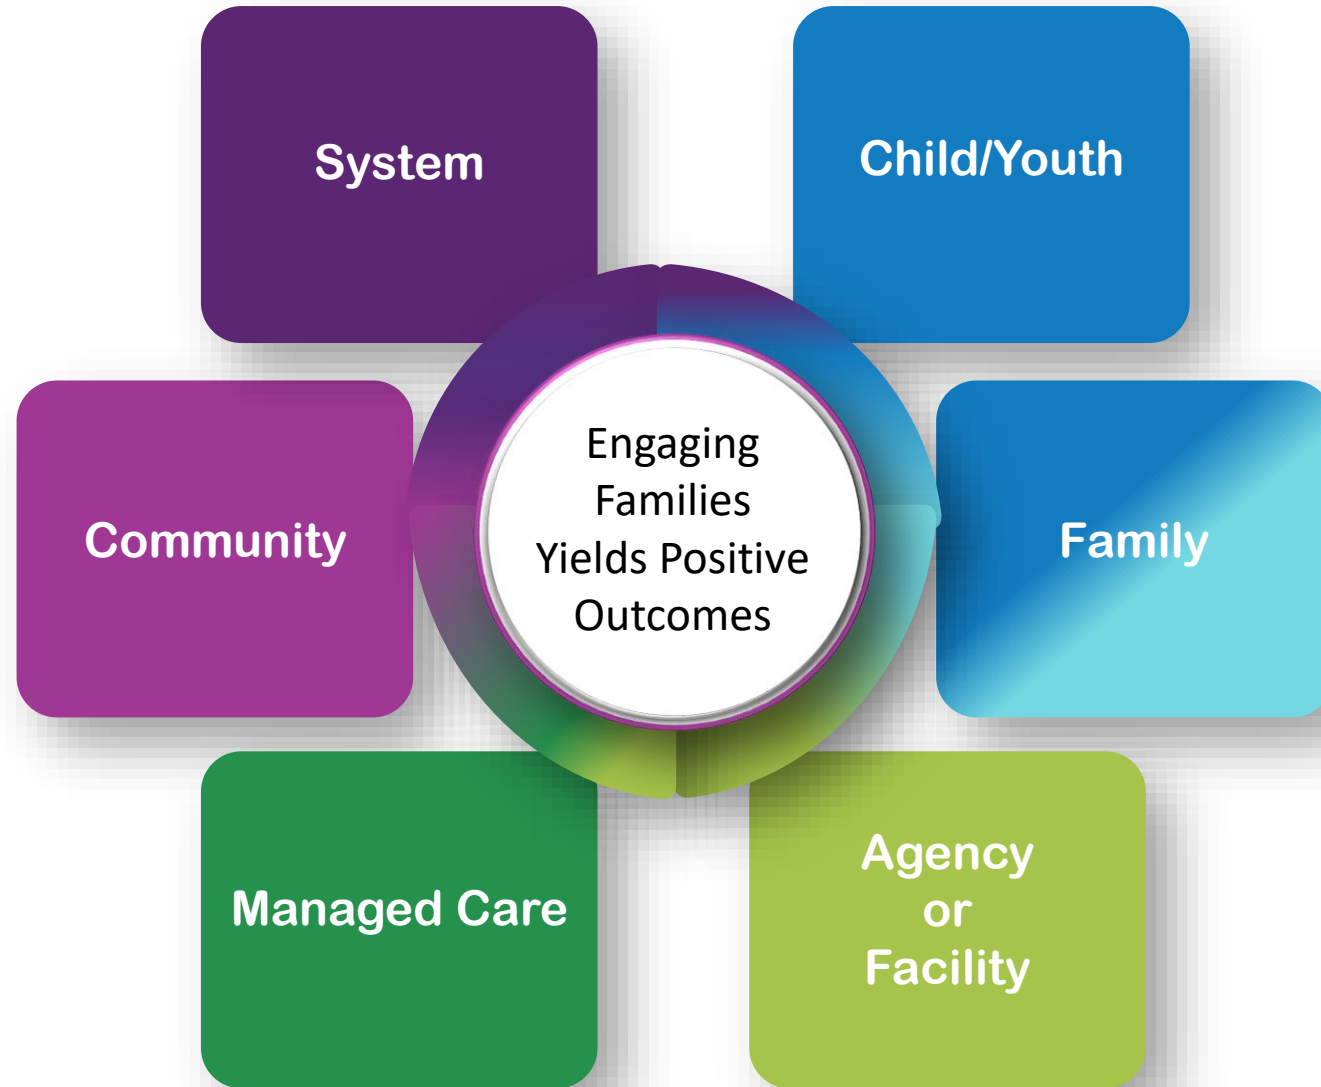 System
Child/Youth
Engaging
Families
Yields Positive
Outcomes
Community
Family
Managed Care
Agency
or
Facility